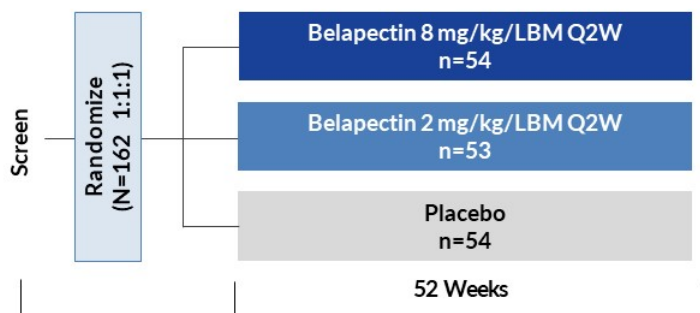 Screen
Randomize
(N=162 1:1:1)
Belapectin 8 mg/kg/LBM Q2W
n=54
Belapectin 2 mg/kg/LBM Q2W
n=53
Placebo
n=54
52 Weeks